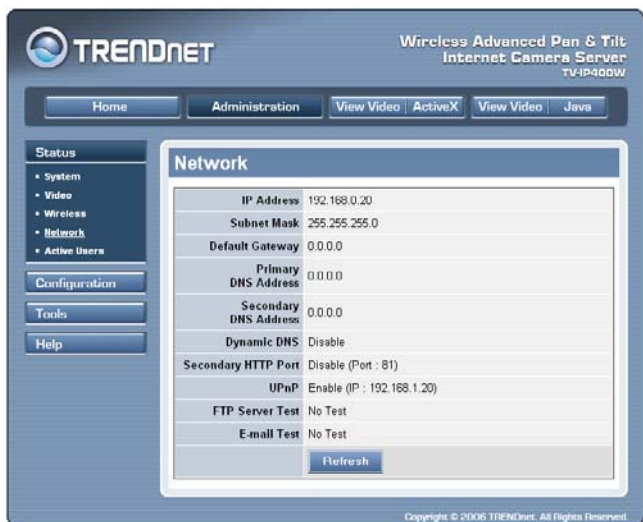 TRENDNET
Wireless Advanced Pan & Tilt
Internet Camera Server
TV-IP400W
Home
Administration
View Video | ActiveX
View Video | Java
Status
• System
• Video
• Wireless
• Network
• Active Users
Configuration
Tools
Help
Network
IP Address 192.168.0.20
Subnet Mask 255.255.255.0
Default Gateway 0.0.0.0
Primary
DNS Address 0.0.0.0
Secondary
DNS Address 0.0.0.0
Dynamic DNS Disable
Secondary HTTP Port Disable (Port : 81)
UPnP Enable (IP : 192.168.1.20)
FTP Server Test No Test
E-mail Test No Test
Refresh
Copyright © 2006 TRENDnet. All Rights Reserved.